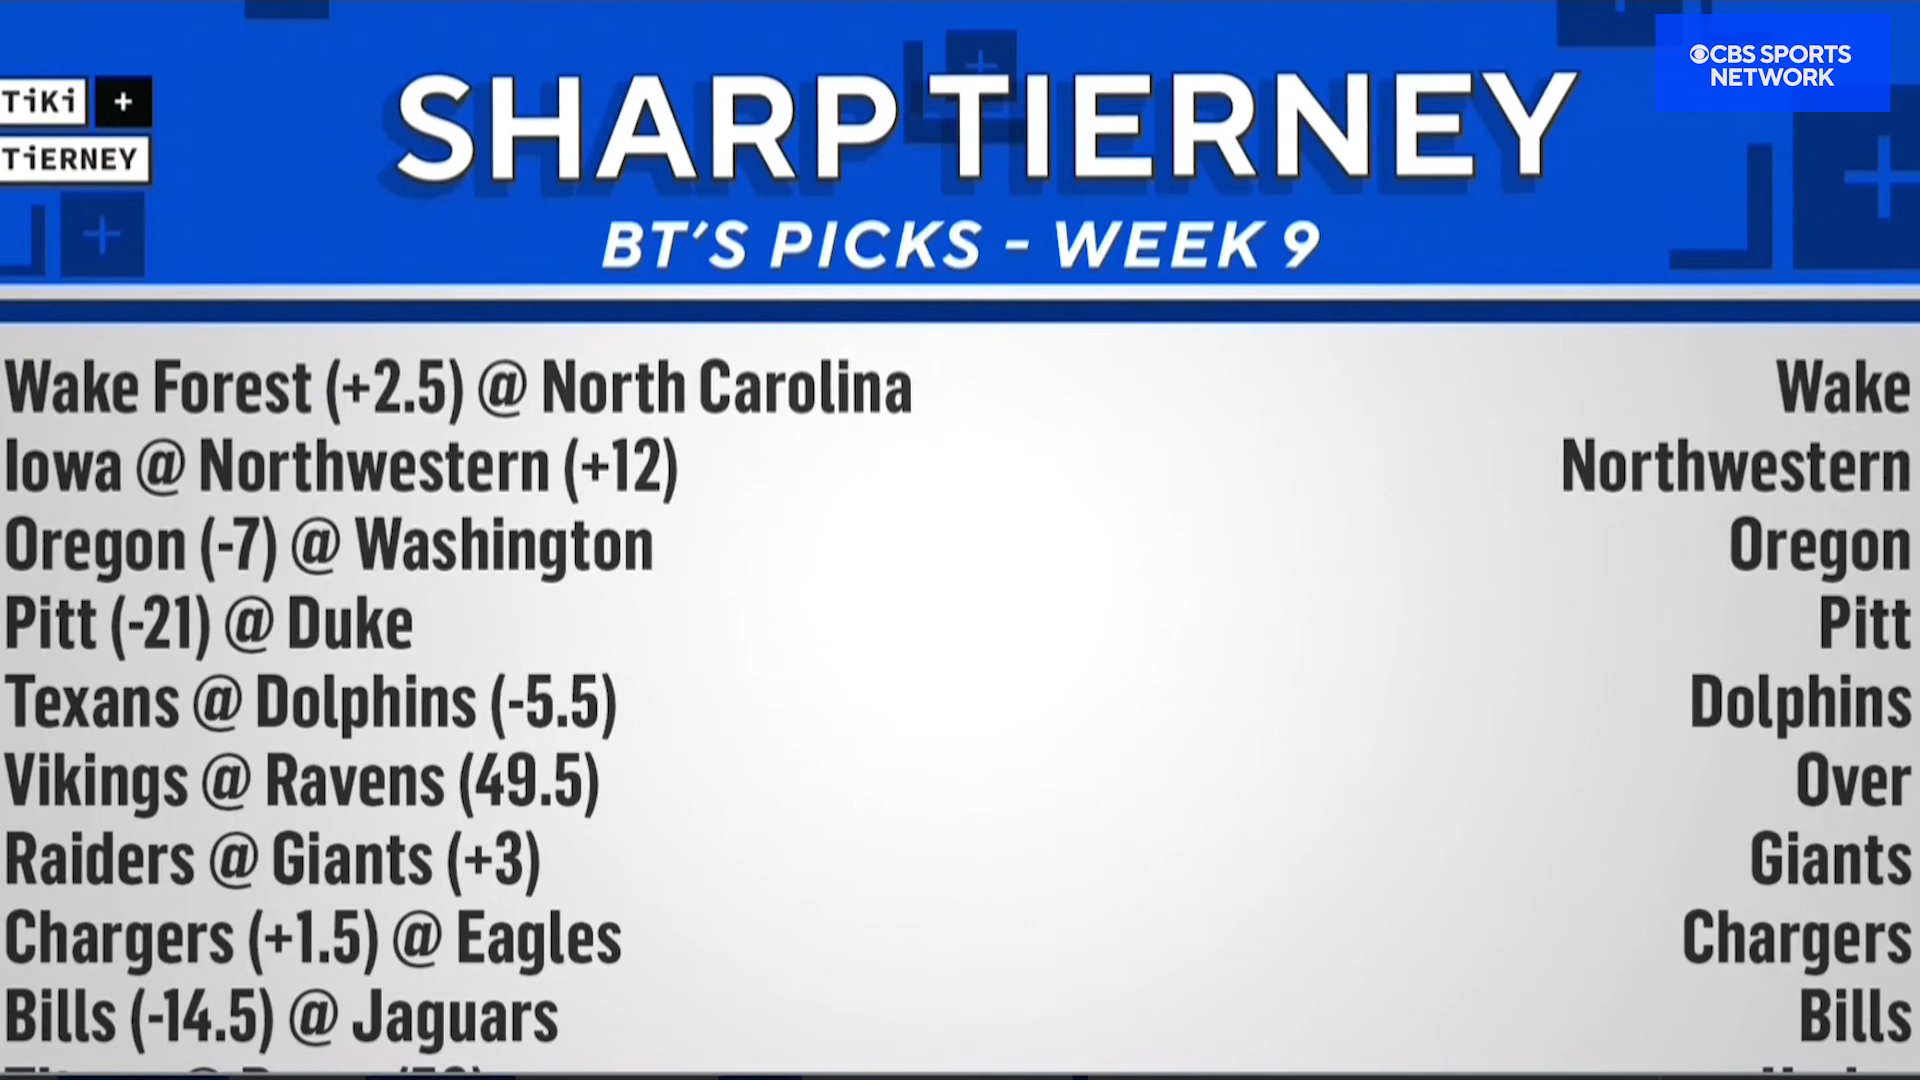 CBS SPORTS
NETWORK
TiKi +
TiERNEY
SHARP TIERNEY
BT'S PICKS - WEEK 9
Wake Forest (+2.5) @ North Carolina Wake
Iowa @ Northwestern (+12) Northwestern
Oregon (-7) @ Washington Oregon
Pitt (-21) @ Duke Pitt
Texans @ Dolphins (-5.5) Dolphins
Vikings @ Ravens (49.5) Over
Raiders @ Giants (+3) Giants
Chargers (+1.5) @ Eagles Chargers
Bills (-14.5) @ Jaguars Bills